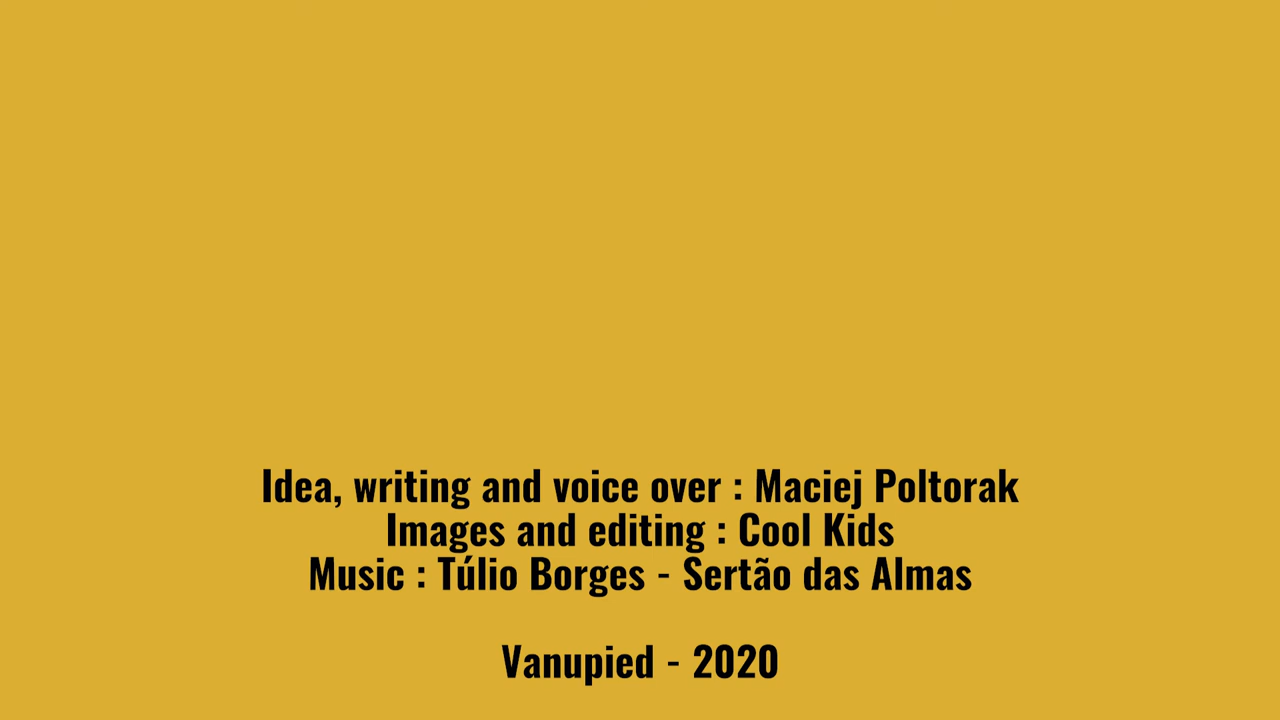 Idea, writing and voice over : Maciej Poltorak
Images and editing : Cool Kids
Music : Túlio Borges - Sertão das Almas
Vanupied - 2020